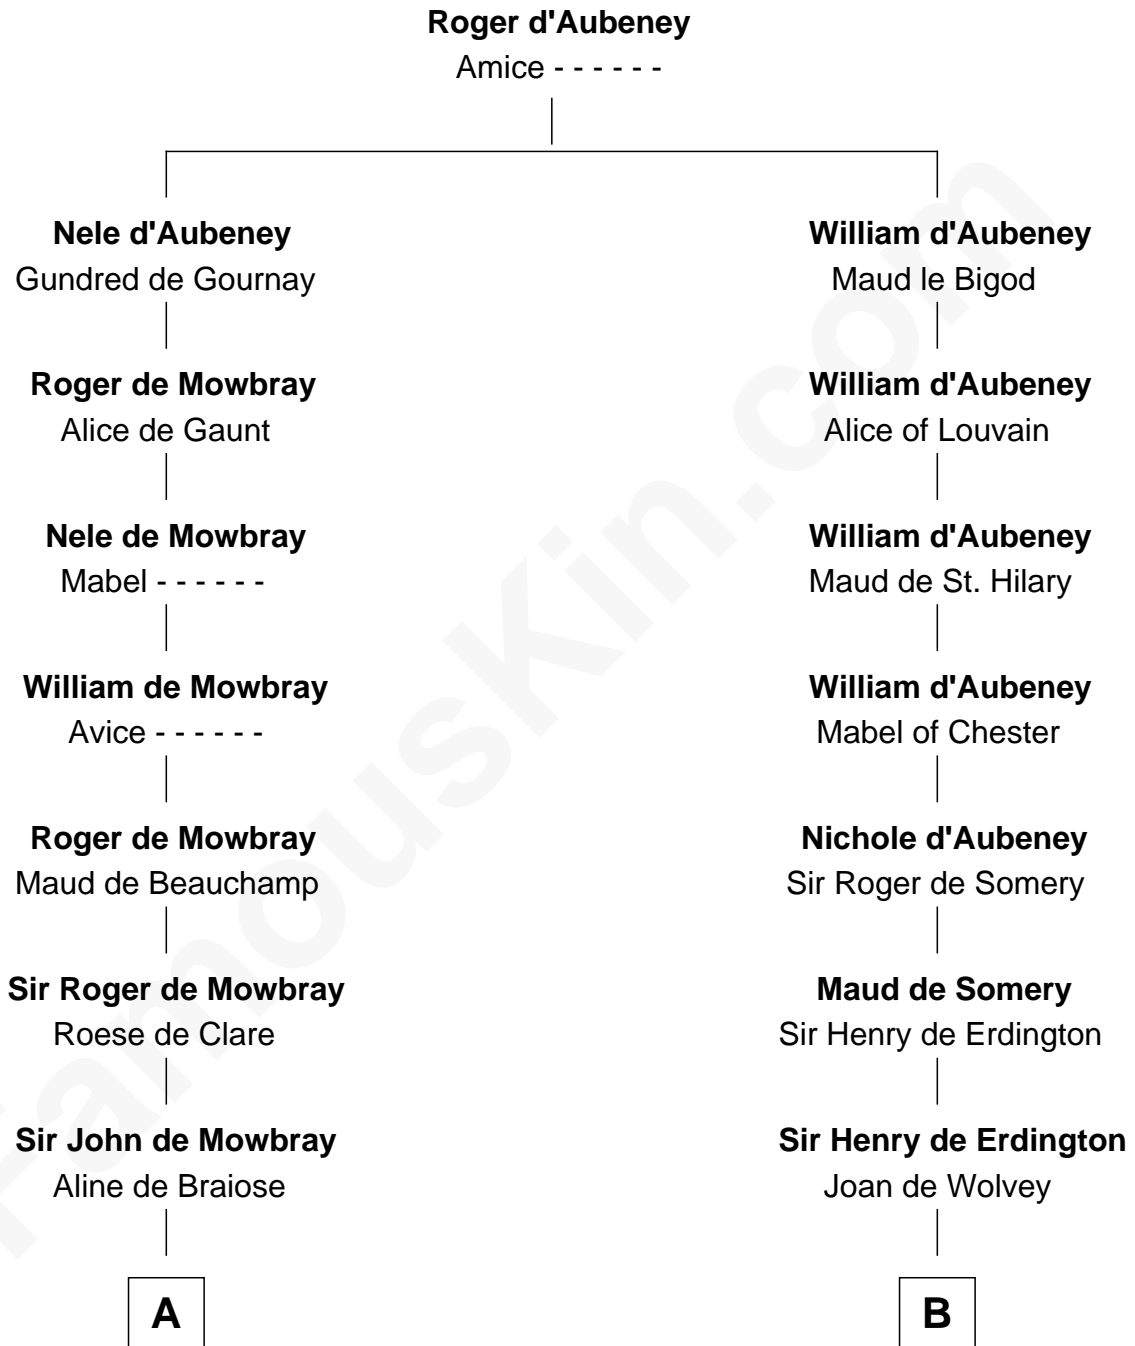 Roger d'Aubeney
Amice - - - - - -
Nele d'Aubeney
Gundred de Gournay
William d'Aubeney
Maud le Bigod
Roger de Mowbray
Alice de Gaunt
William d'Aubeney
Alice of Louvain
Nele de Mowbray
Mabel - - - - - -
William d'Aubeney
Maud de St. Hilary
William de Mowbray
Avice - - - - - -
William d'Aubeney
Mabel of Chester
Roger de Mowbray
Maud de Beauchamp
Nichole d'Aubeney
Sir Roger de Somery
Sir Roger de Mowbray
Roese de Clare
Maud de Somery
Sir Henry de Erdington
Sir John de Mowbray
Aline de Braiose
Sir Henry de Erdington
Joan de Wolvey
A
B
FamousKin.com